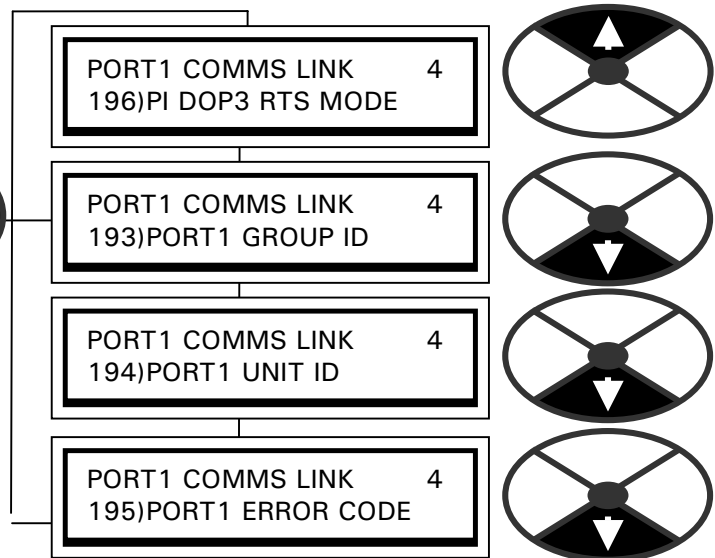 PORT1 COMMS LINK 4
196)PI DOP3 RTS MODE
PORT1 COMMS LINK 4
193)PORT1 GROUP ID
PORT1 COMMS LINK 4
194)PORT1 UNIT ID
PORT1 COMMS LINK 4
195)PORT1 ERROR CODE